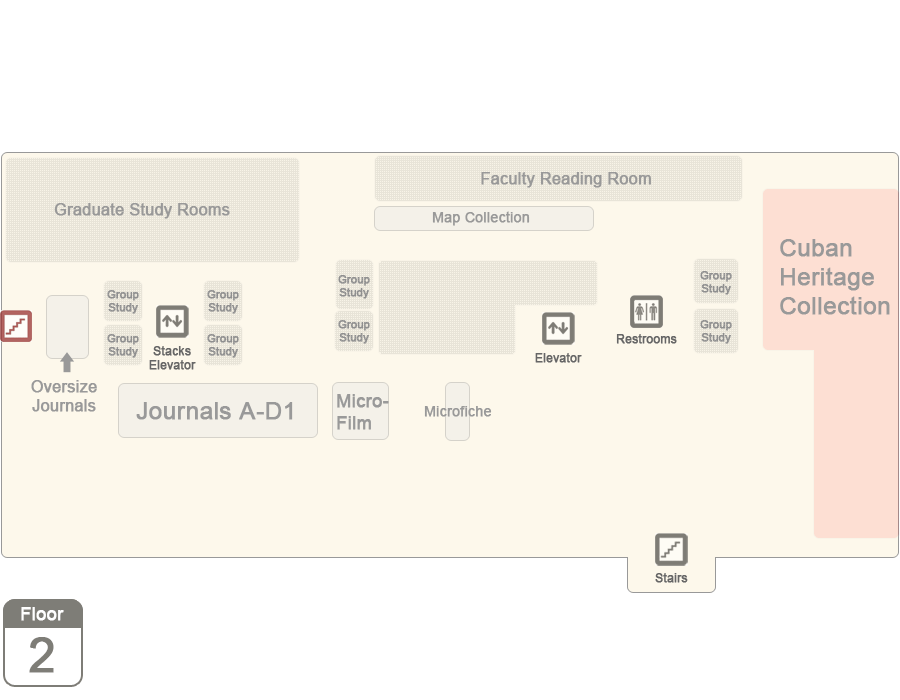 Faculty Reading Room
Graduate Study Rooms
Map Collection
Cuban
Heritage
Collection
Group
Study
Group
Study
Group
Study
Group
Study
Group
Study
Group
Study
Group
Study
Group
Study
Stacks
Elevator
Elevator
Restrooms
Oversize
Journals
Journals A-D1
Micro-
Film
Microfiche
Stairs
Floor
2